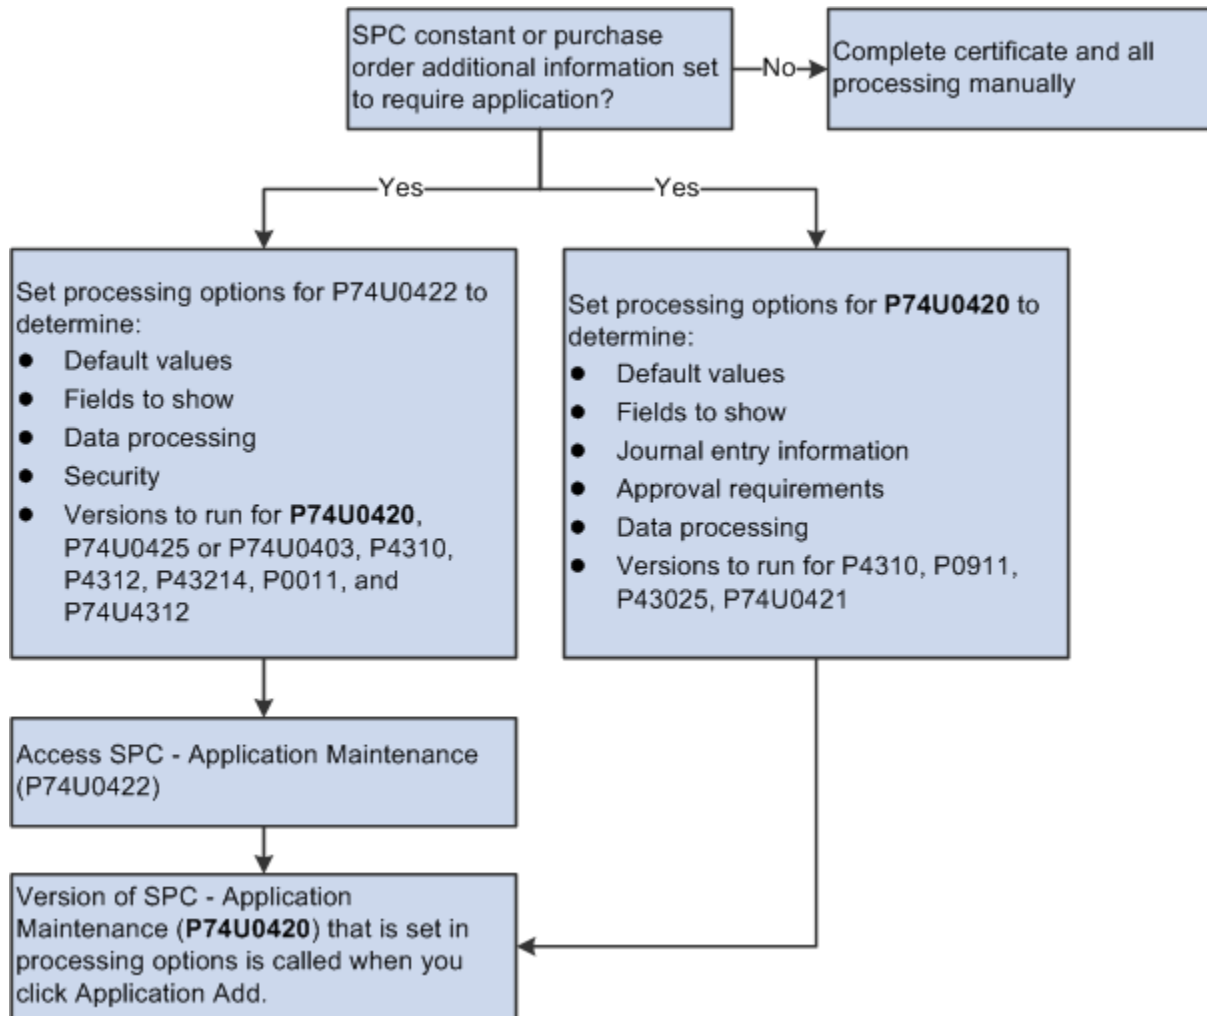 SPC constant or purchase
order additional information set
to require application?
No
Complete certificate and all
processing manually
Yes
Yes
Set processing options for P74U0422 to
determine:
● Default values
● Fields to show
● Data processing
● Security
● Versions to run for P74U0420,
P74U0425 or P74U0403, P4310,
P4312, P43214, P0011, and
P74U4312
Set processing options for P74U0420 to
determine:
● Default values
● Fields to show
● Journal entry information
● Approval requirements
● Data processing
● Versions to run for P4310, P0911,
P43025, P74U0421
Access SPC - Application Maintenance
(P74U0422)
Version of SPC - Application
Maintenance (P74U0420) that is set in
processing options is called when you
click Application Add.